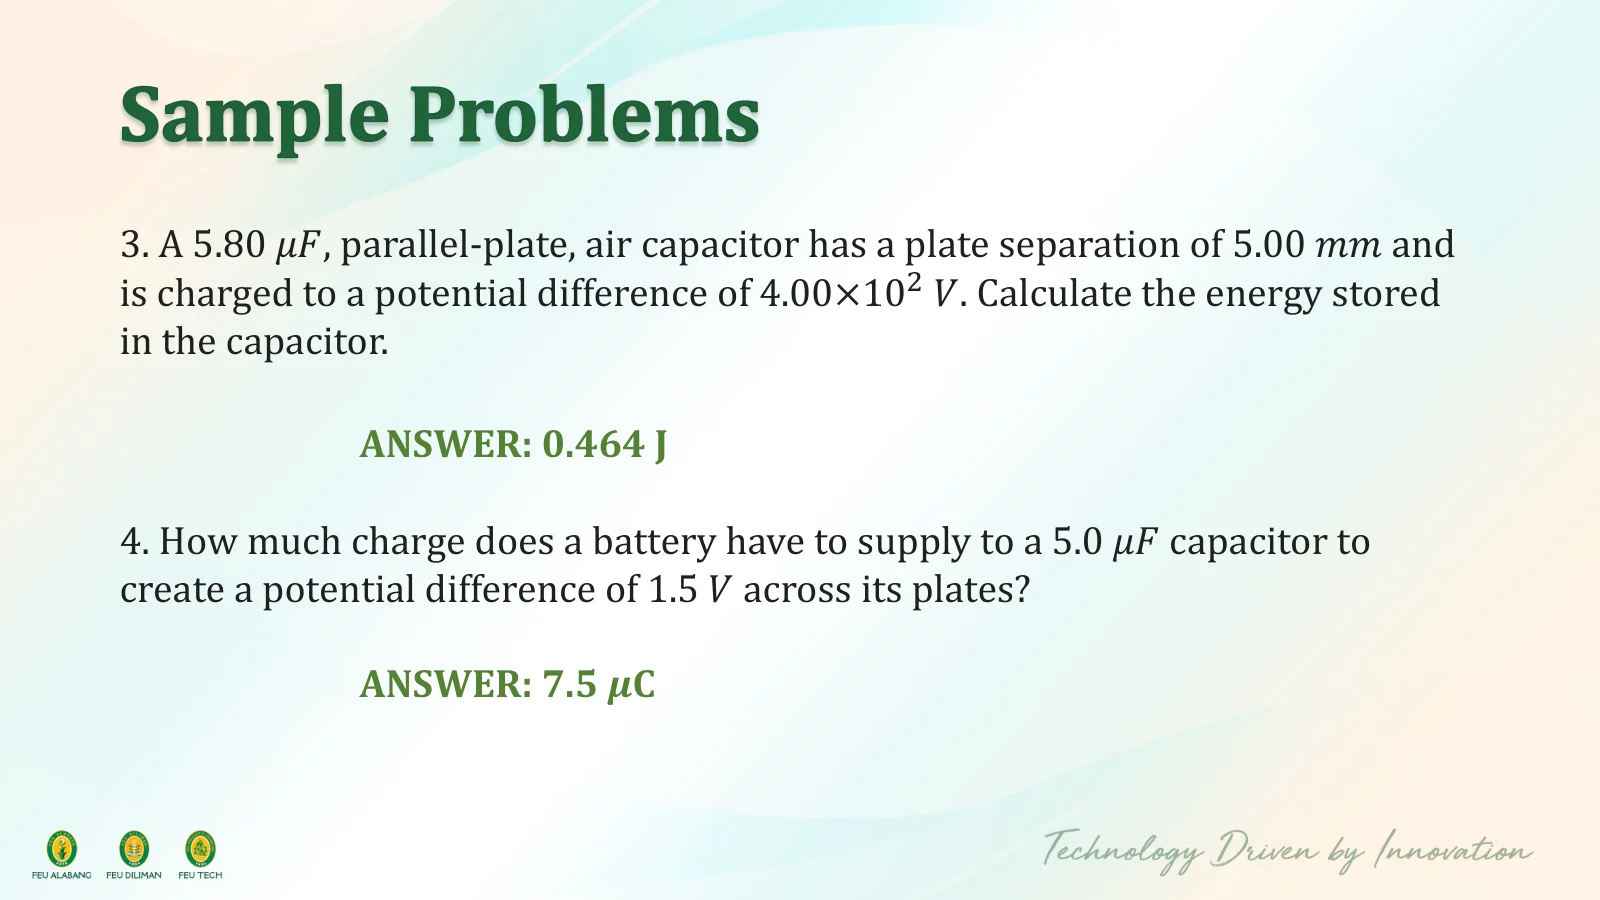 Sample Problems
3. A 5.80 μF, parallel-plate, air capacitor has a plate separation of 5.00 mm and
is charged to a potential difference of 4.00×10² V. Calculate the energy stored
in the capacitor.
ANSWER: 0.464 J
4. How much charge does a battery have to supply to a 5.0 μF capacitor to
create a potential difference of 1.5 V across its plates?
ANSWER: 7.5 μC
FEU ALABANG FEU DILIMAN FEU TECH
Technology Driven by Innovation